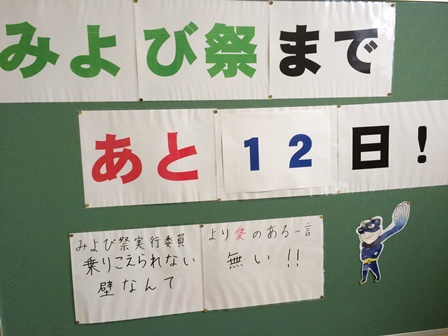 みよび祭まで
あと12日!
みよび祭実行委員
乗りこえられない
壁なんて
より愛のある一言
無い!!